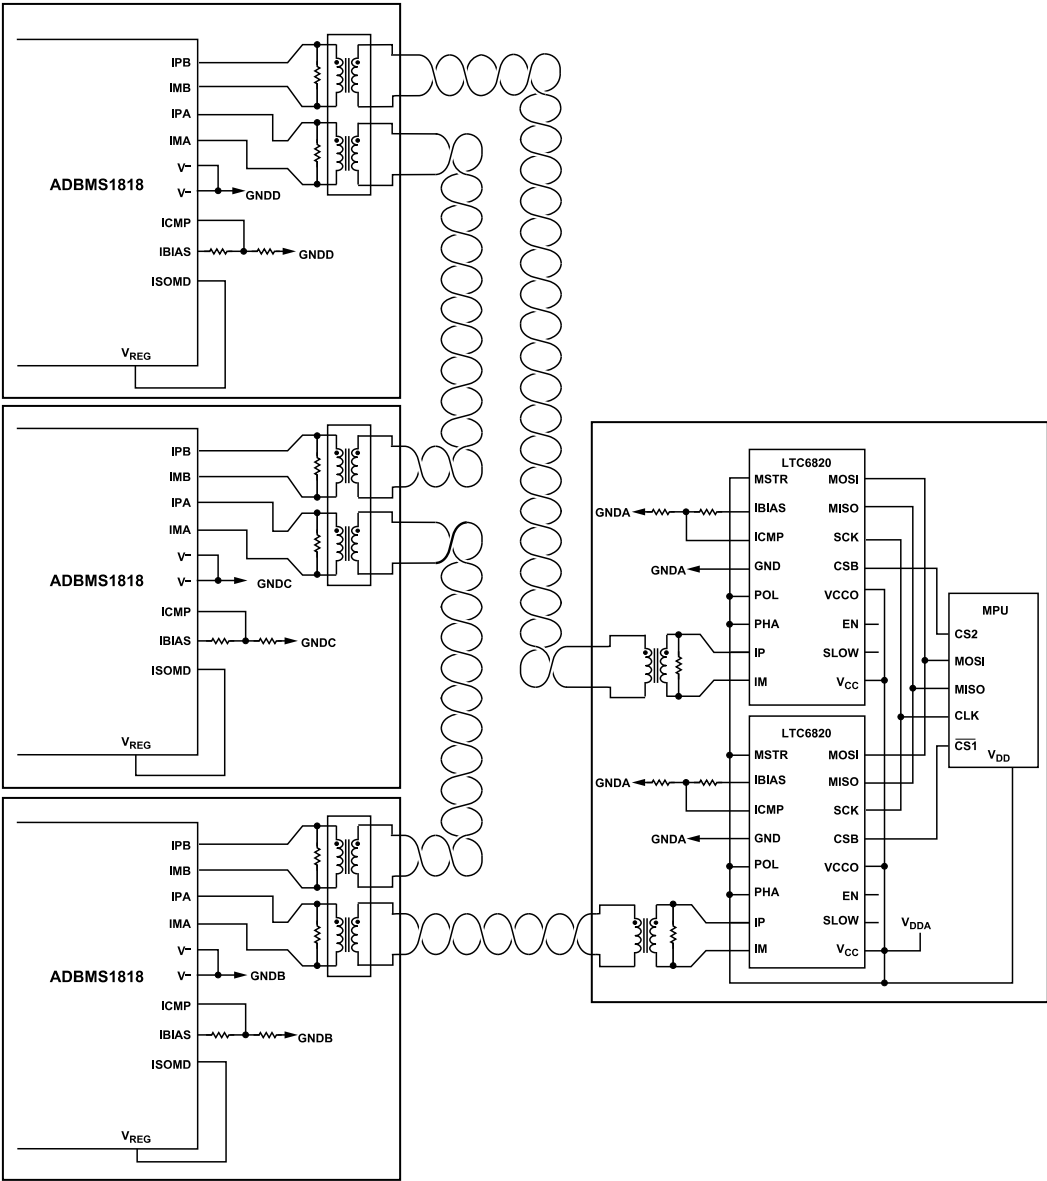 IPB
IMB
IPA
IMA
V–
ADBMS1818
V–
GNDD
ICMP
IBIAS
GNDD
ISOMD
VREG
IPB
IMB
IPA
IMA
V–
ADBMS1818
V–
GNDC
ICMP
IBIAS
GNDC
ISOMD
VREG
IPB
IMB
IPA
IMA
V–
ADBMS1818
V–
GNDB
ICMP
IBIAS
GNDB
ISOMD
VREG
LTC6820
MSTR
MOSI
GNDA
IBIAS
MISO
ICMP
SCK
GNDA
GND
CSB
POL
VCCO
PHA
EN
IP
SLOW
IM
VCC
MPU
CS2
MOSI
MISO
CLK
CS1
VDD
LTC6820
MSTR
MOSI
GNDA
IBIAS
MISO
ICMP
SCK
GNDA
GND
CSB
POL
VCCO
PHA
EN
IP
SLOW
VDDA
IM
VCC